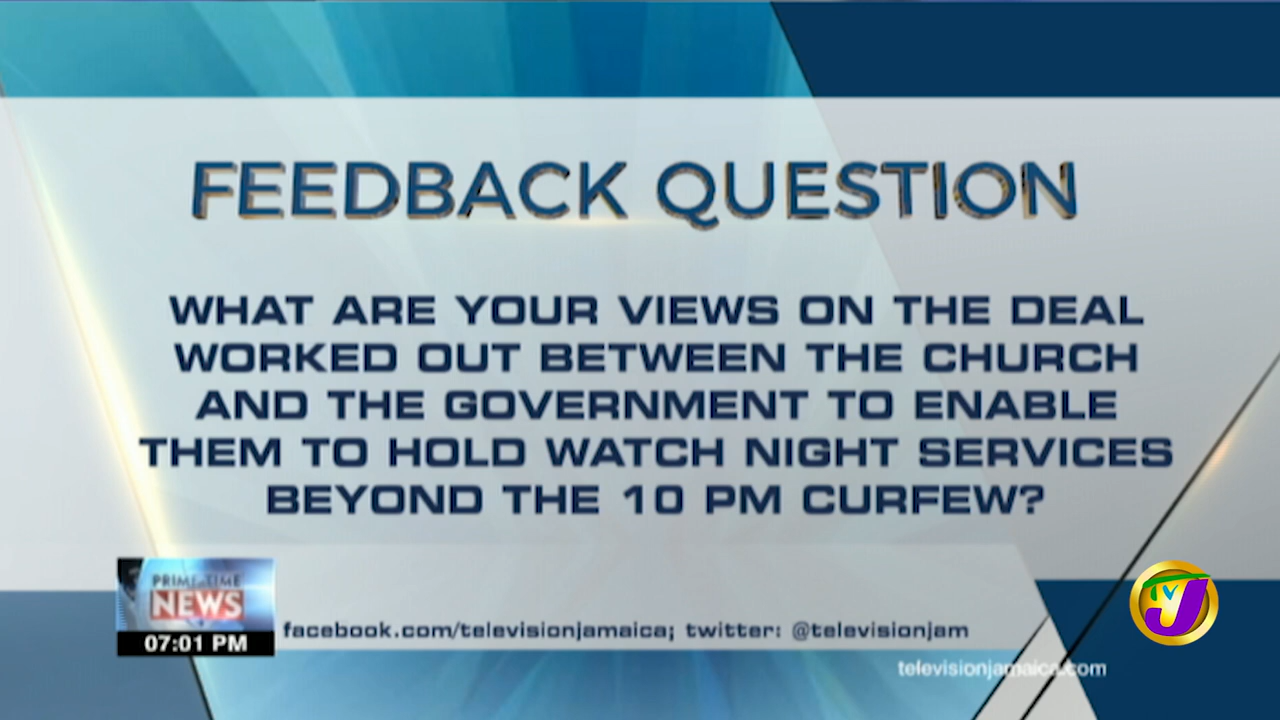 FEEDBACK QUESTION
WHAT ARE YOUR VIEWS ON THE DEAL
WORKED OUT BETWEEN THE CHURCH
AND THE GOVERNMENT TO ENABLE
THEM TO HOLD WATCH NIGHT SERVICES
BEYOND THE 10 PM CURFEW?
PRIME TIME
NEWS
07:01 PM
facebook.com/televisionjamaica; twitter: @televisionjam
TVJ
televisionjamaica.com